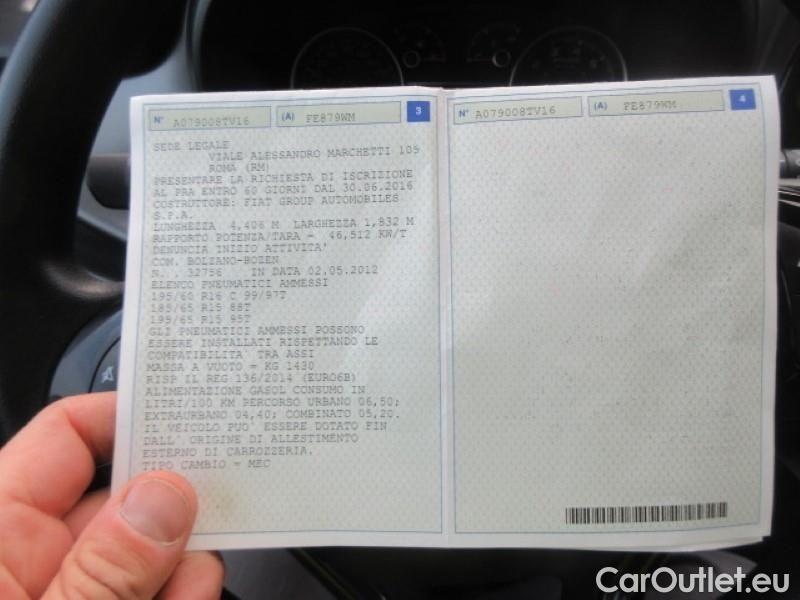 N° A079008TV16 (A) FE879WM 3
SEDE LEGALE
VIALE ALESSANDRO MARCHETTI 105
ROMA (RM)
PRESENTARE LA RICHIESTA DI ISCRIZIONE
AL PRA ENTRO 60 GIORNI DAL 30.06.2016
COSTRUTTORE: FIAT GROUP AUTOMOBILES
S.P.A.
LUNGHEZZA 4,406 M LARGHEZZA 1,832 M
RAPPORTO POTENZA/TARA = 46,512 KW/T
DENUNCIA INIZIO ATTIVITA'
COM. BOLZANO-BOZEN
N. . 32756 IN DATA 02.05.2012
ELENCO PNEUMATICI AMMESSI
195/60 R16 C 99/97T
185/65 R15 88T
195/65 R15 95T
GLI PNEUMATICI AMMESSI POSSONO
ESSERE INSTALLATI RISPETTANDO LE
COMPATIBILITA' TRA ASSI
MASSA A VUOTO = KG 1430
RISP IL REG 136/2014 (EURO6B)
ALIMENTAZIONE GASOL CONSUMO IN
LITRI/100 KM PERCORSO URBANO 06,50;
EXTRAURBANO 04,40; COMBINATO 05,20.
IL VEICOLO PUO' ESSERE DOTATO FIN
DALL' ORIGINE DI ALLESTIMENTO
ESTERNO DI CARROZZERIA.
TIPO CAMBIO = MEC
N° A079008TV16 (A) FE879WM 4
CarOutlet.eu